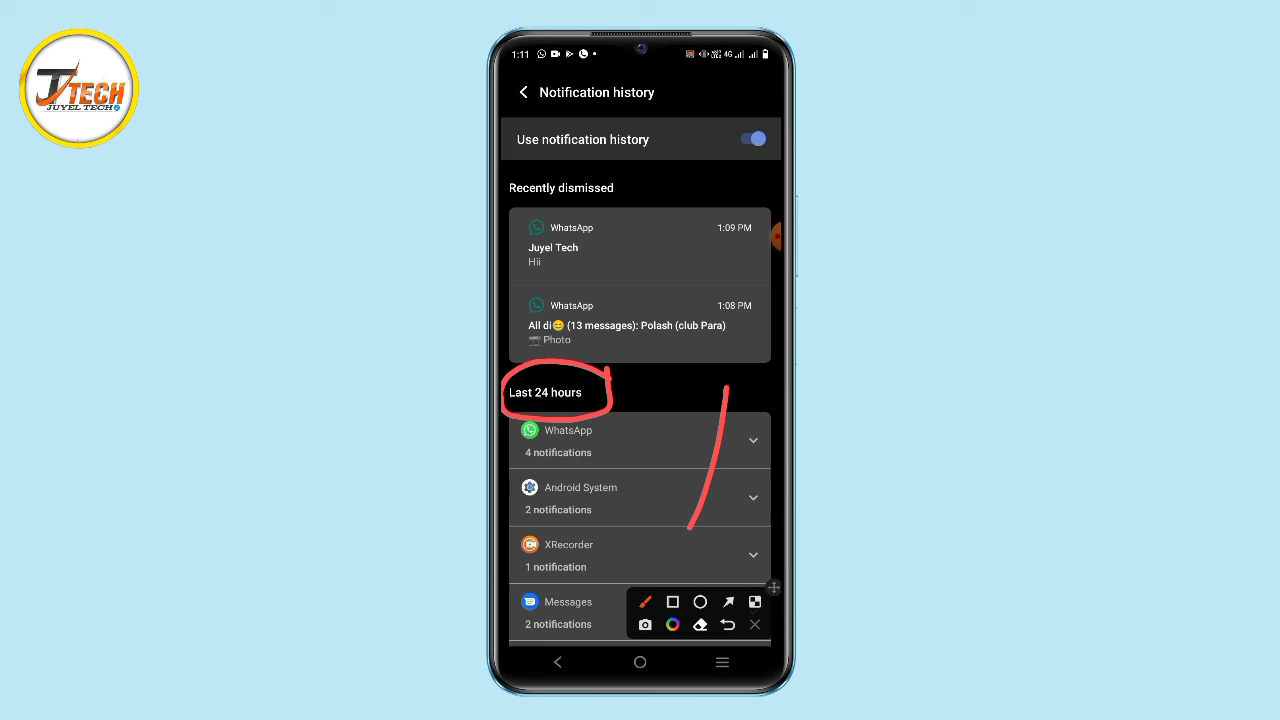 TECH
JUYEL TECH
1:11
4G
Notification history
Use notification history
Recently dismissed
WhatsApp
1:09 PM
Juyel Tech
Hii
WhatsApp
1:08 PM
All di😊 (13 messages): Polash (club Para)
📷 Photo
Last 24 hours
WhatsApp
4 notifications
Android System
2 notifications
XRecorder
1 notification
Messages
2 notifications